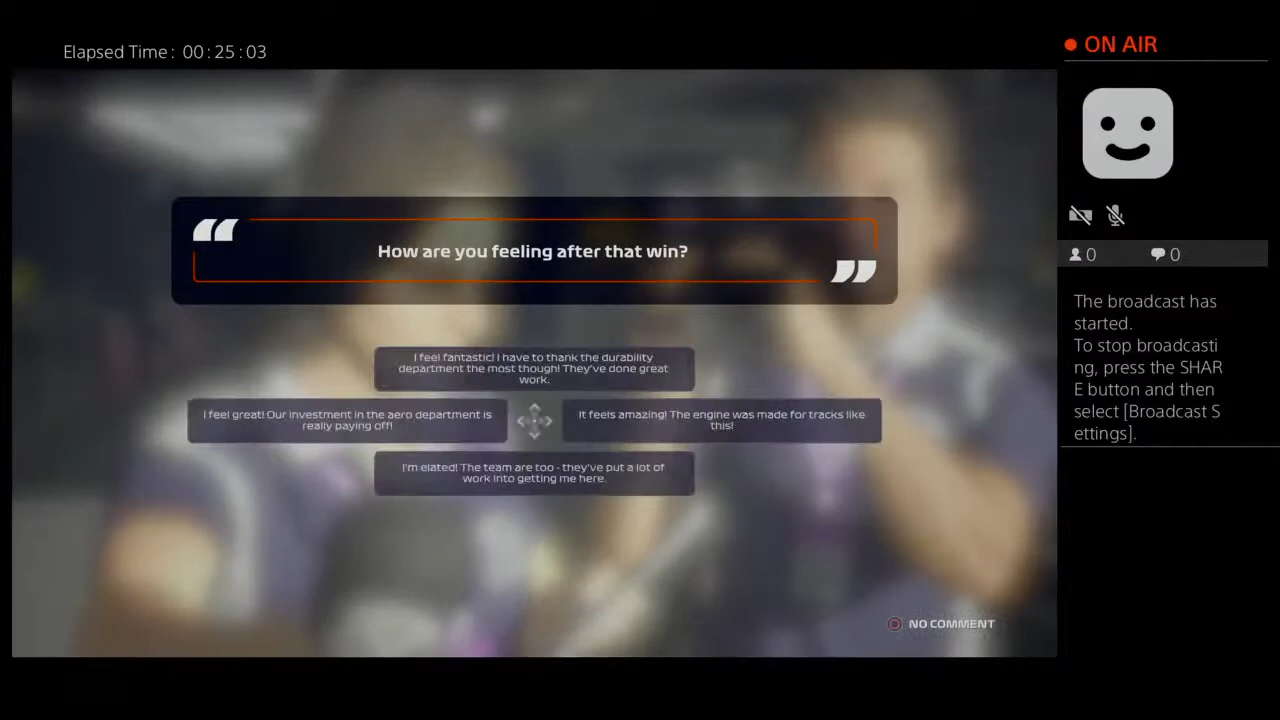 Elapsed Time: 00:25:03
ON AIR
How are you feeling after that win?
0
0
The broadcast has
started.
To stop broadcasti
ng, press the SHAR
E button and then
select [Broadcast S
ettings].
I feel fantastic! I have to thank the durability
department the most though! They've done great
work.
I feel great! Our investment in the aero department is
really paying off!
It feels amazing! The engine was made for tracks like
this!
I'm elated! The team are too - they've put a lot of
work into getting me here.
NO COMMENT